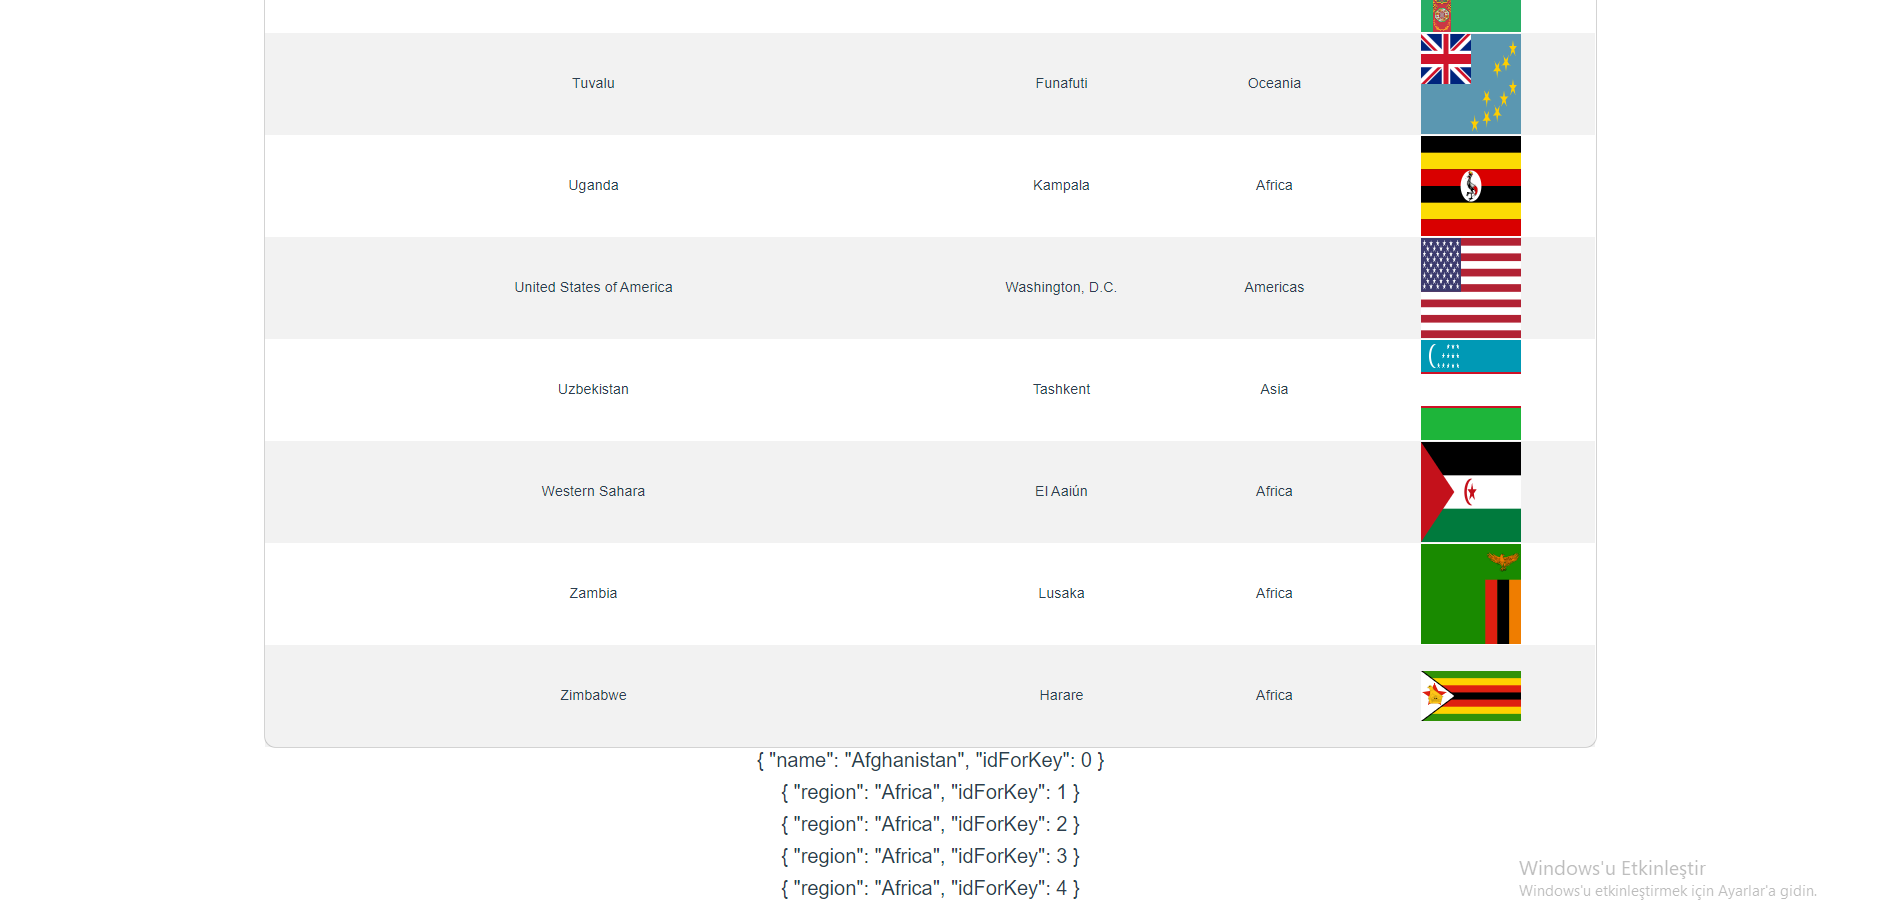 Tuvalu Funafuti Oceania
Uganda Kampala Africa
United States of America Washington, D.C. Americas
Uzbekistan Tashkent Asia
Western Sahara El Aaiún Africa
Zambia Lusaka Africa
Zimbabwe Harare Africa
{ "name": "Afghanistan", "idForKey": 0 }
{ "region": "Africa", "idForKey": 1 }
{ "region": "Africa", "idForKey": 2 }
{ "region": "Africa", "idForKey": 3 }
{ "region": "Africa", "idForKey": 4 }
Windows'u Etkinleştir
Windows'u etkinleştirmek için Ayarlar'a gidin.